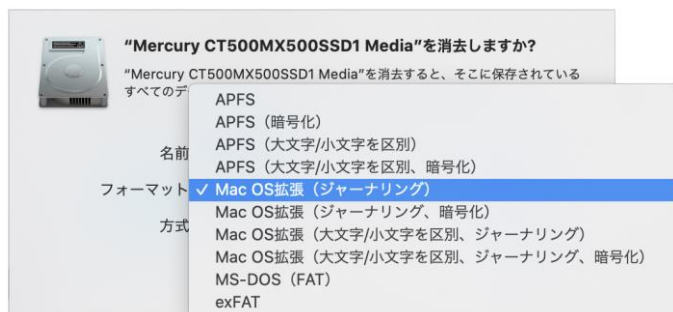 “Mercury CT500MX500SSD1 Media”を消去しますか?
“Mercury CT500MX500SSD1 Media”を消去すると、そこに保存されている
すべてのデ
名前
フォーマット
方式
APFS
APFS（暗号化）
APFS（大文字/小文字を区別）
APFS（大文字/小文字を区別、暗号化）
✓ Mac OS拡張（ジャーナリング）
Mac OS拡張（ジャーナリング、暗号化）
Mac OS拡張（大文字/小文字を区別、ジャーナリング）
Mac OS拡張（大文字/小文字を区別、ジャーナリング、暗号化）
MS-DOS（FAT）
exFAT